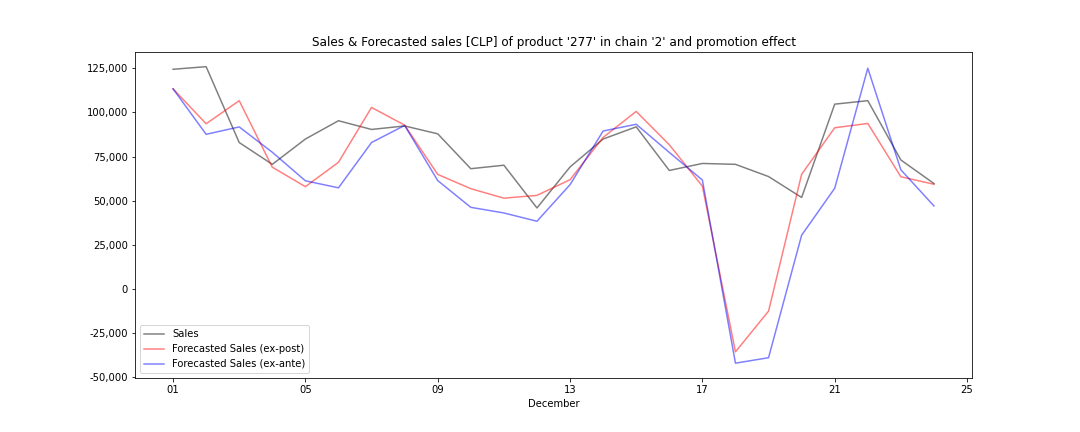 Sales & Forecasted sales [CLP] of product '277' in chain '2' and promotion effect
125,000
100,000
75,000
50,000
25,000
0
-25,000
-50,000
Sales
Forecasted Sales (ex-post)
Forecasted Sales (ex-ante)
01 05 09 13 17 21 25
December